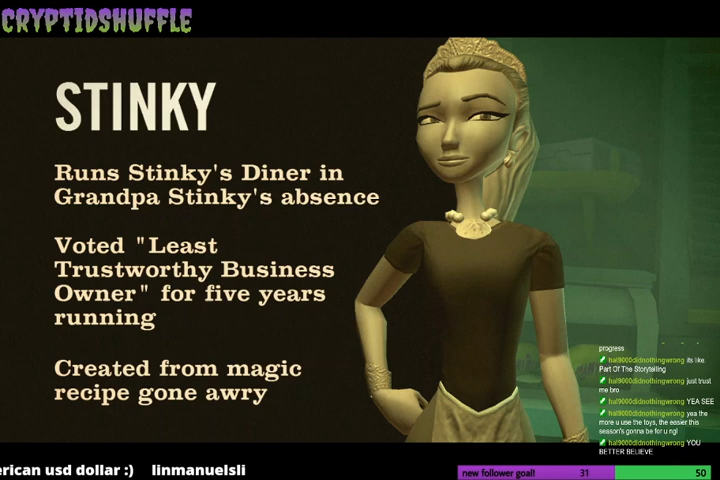 CRYPTIDSHUFFLE
STINKY
Runs Stinky's Diner in
Grandpa Stinky's absence
Voted "Least
Trustworthy Business
Owner" for five years
running
Created from magic
recipe gone awry
progress
hal9000didnothingwrong its like.
Part Of The Storytelling
hal9000didnothingwrong just trust
me bro
hal9000didnothingwrong YEA SEE
hal9000didnothingwrong yea the
more u use the toys, the easier this
season's gonna be for u ngl
hal9000didnothingwrong YOU
BETTER BELIEVE
erican usd dollar :) linmanuelsli
new follower goal! 31 50